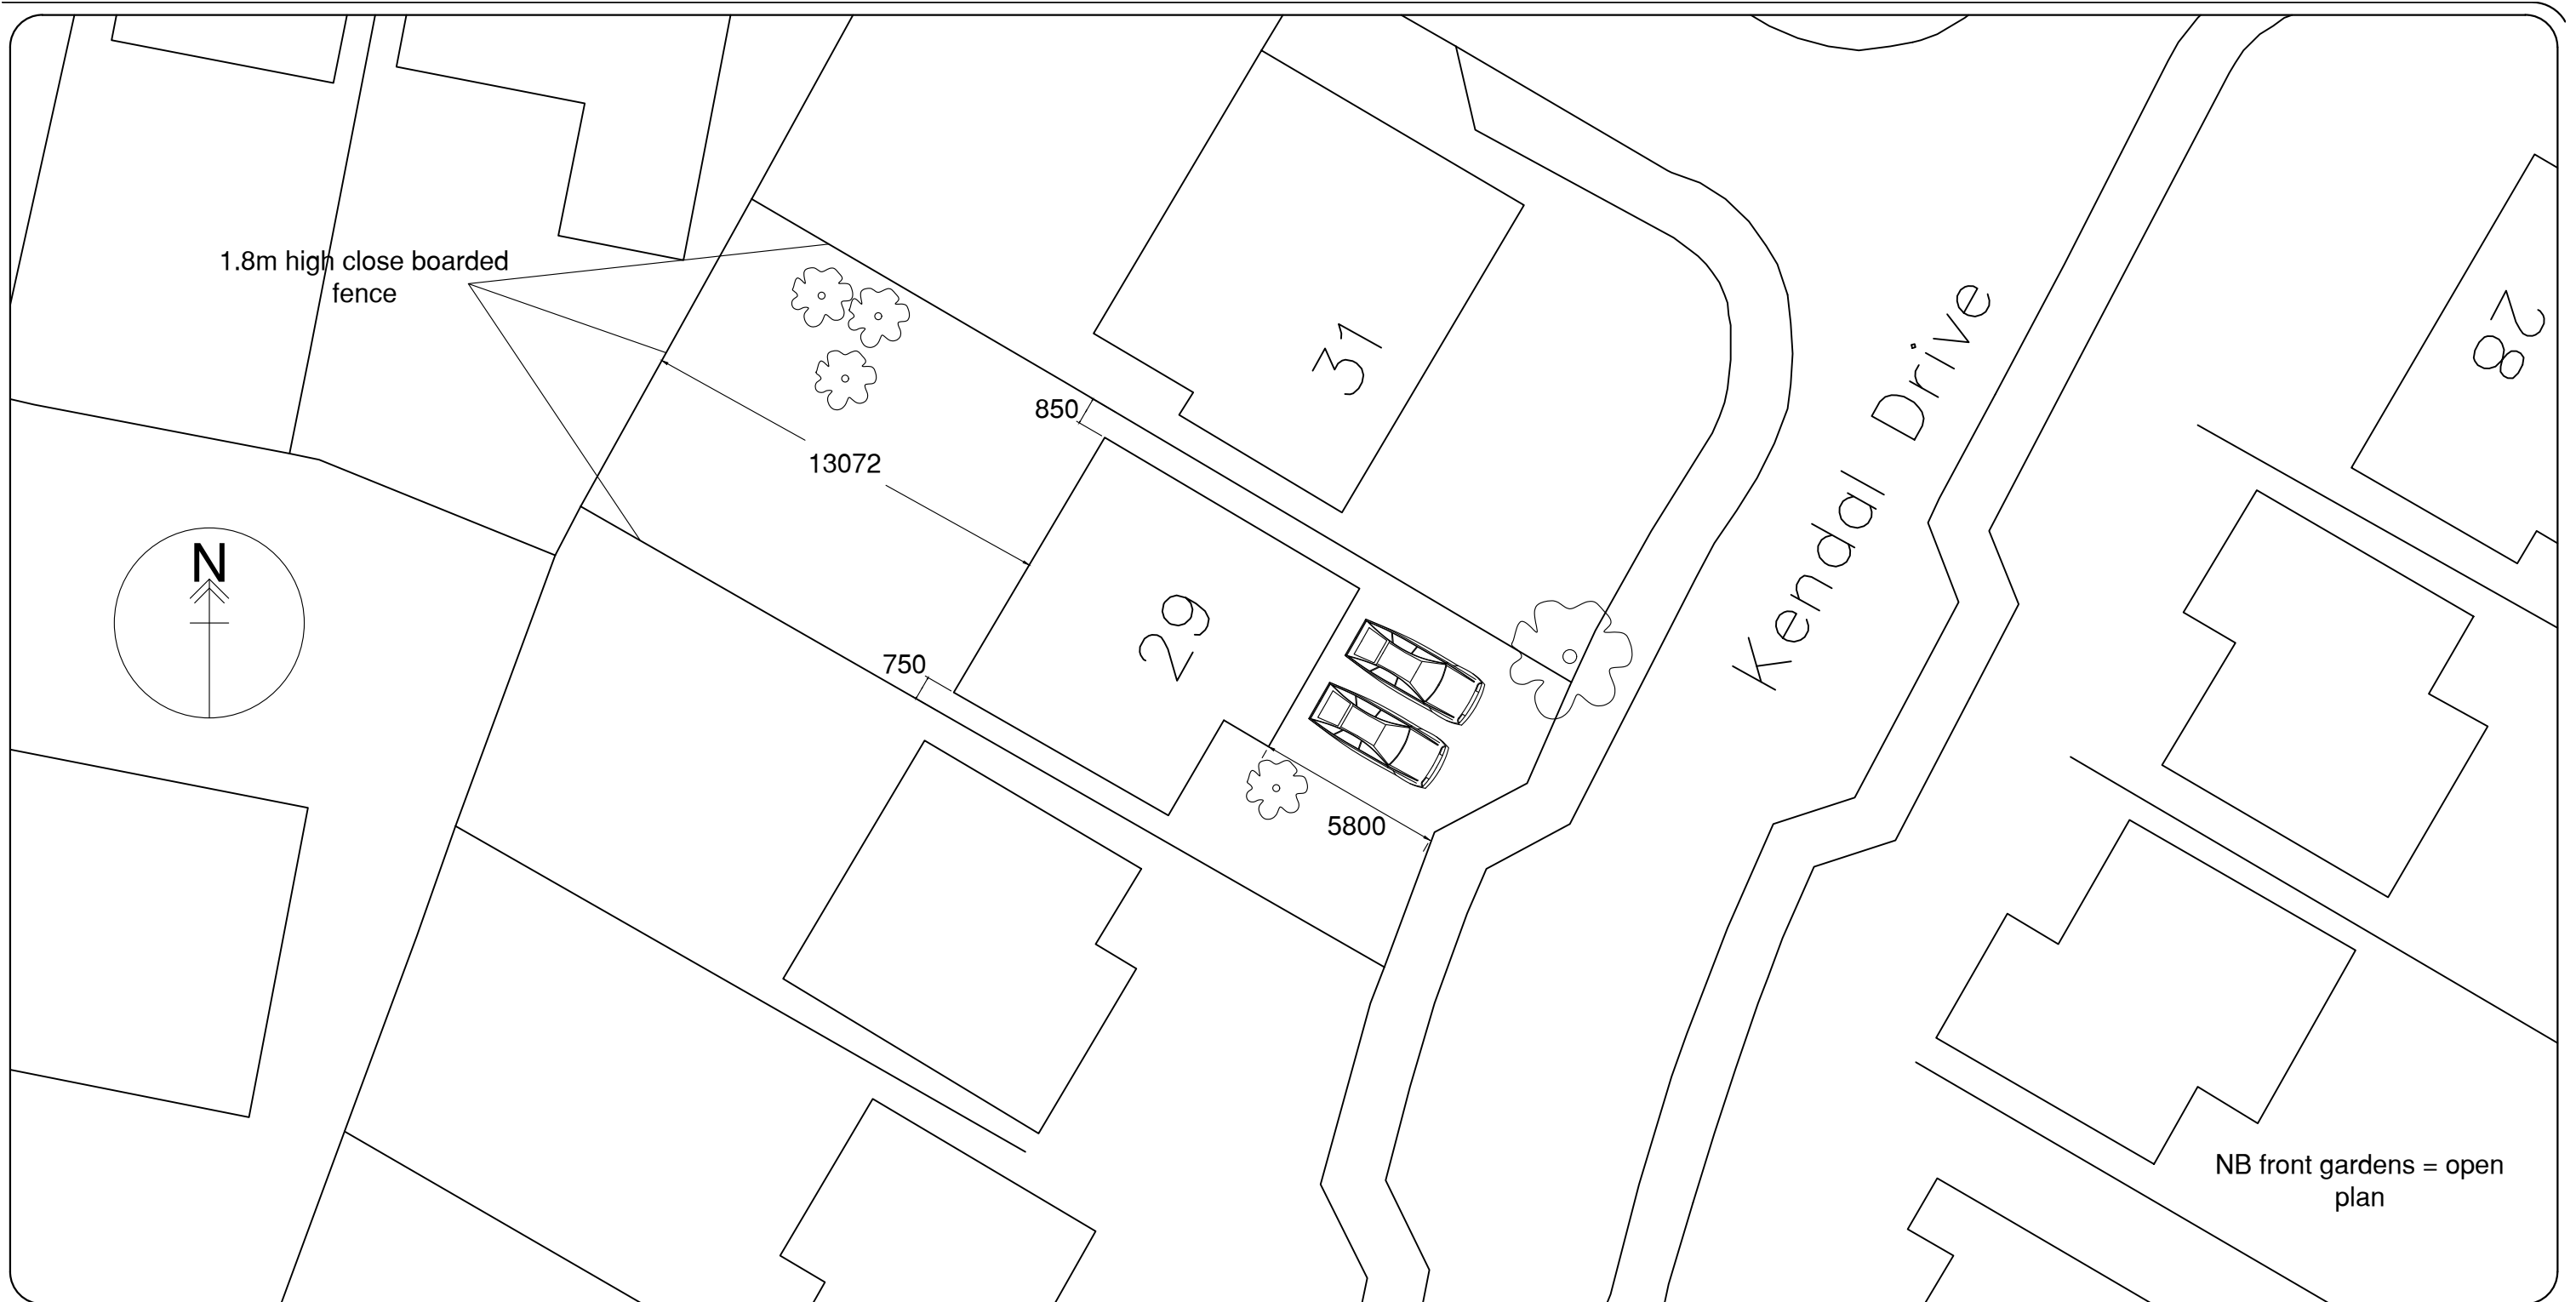 1.8m high close boarded
fence
N
850
13072
750
31
29
5800
Kendal Drive
28
NB front gardens = open
plan